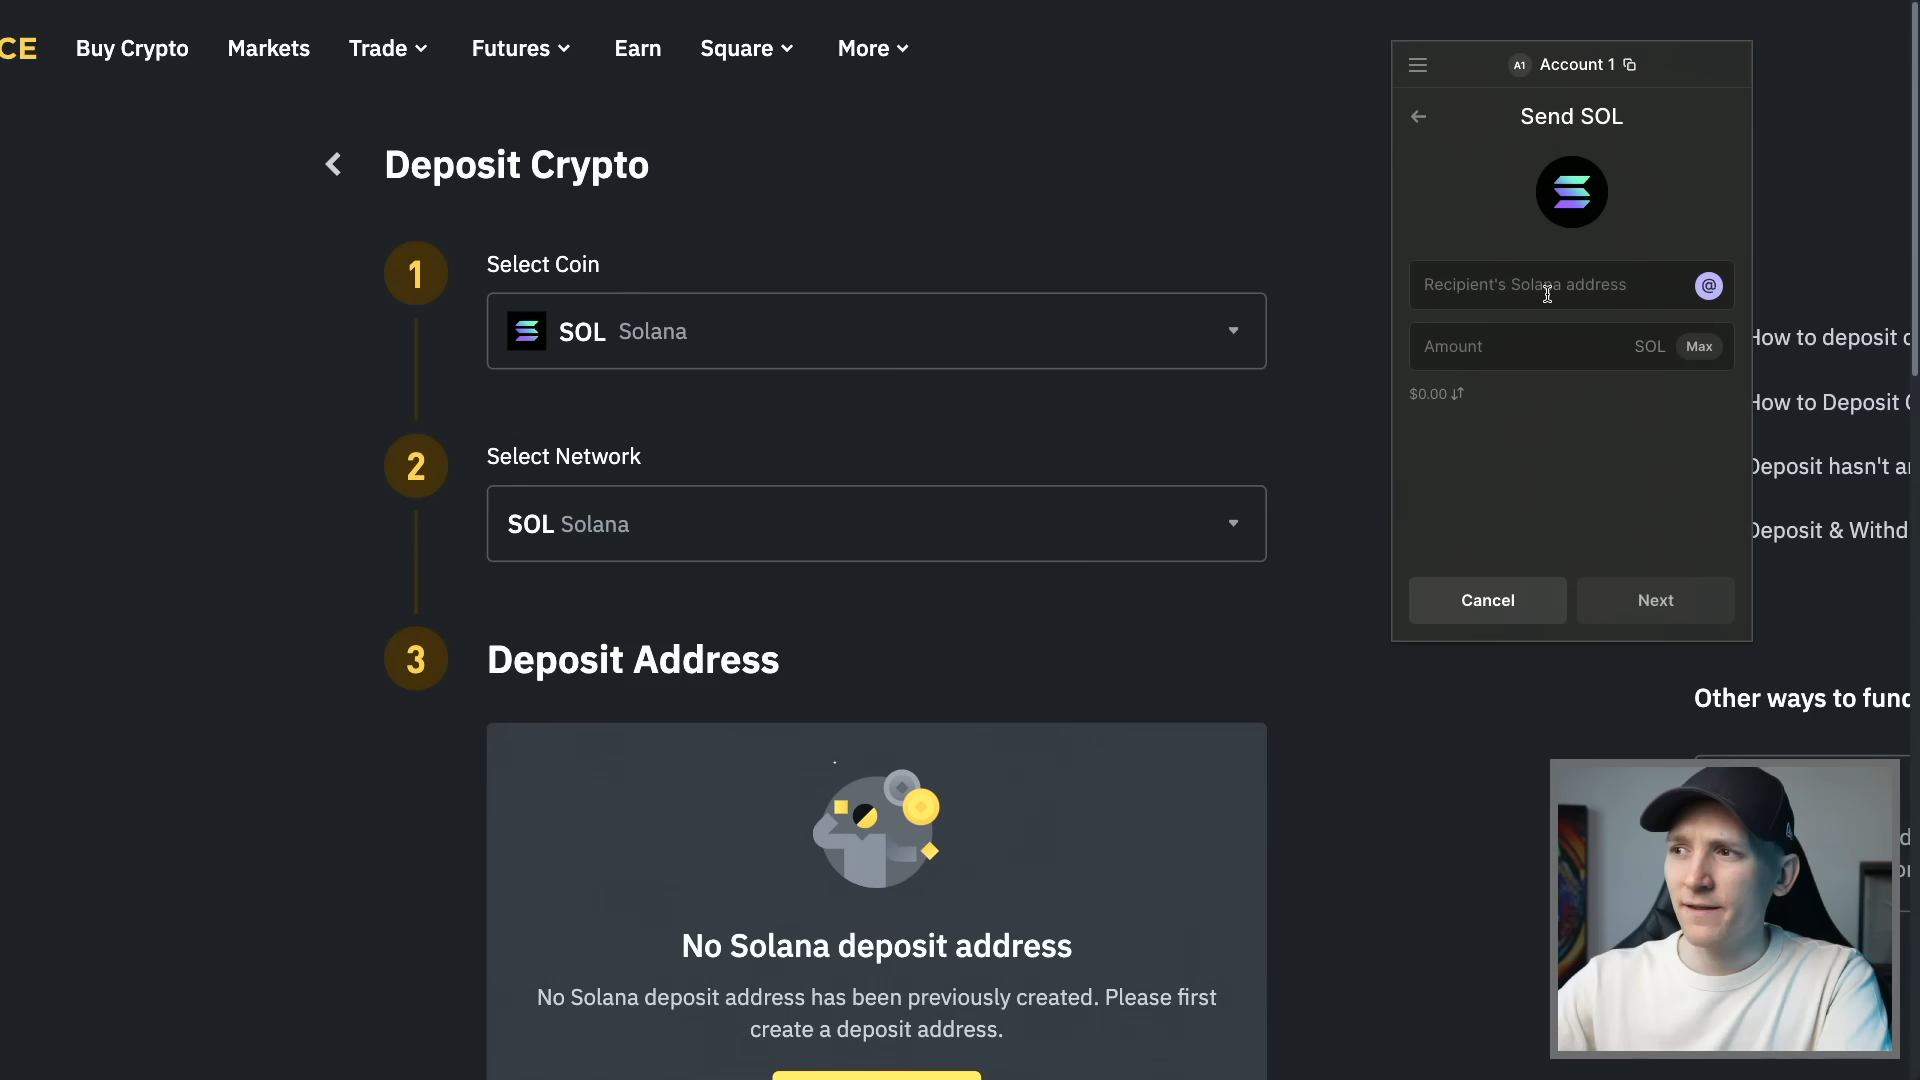 CE
Buy Crypto
Markets
Trade
Futures
Earn
Square
More
Deposit Crypto
1
Select Coin
SOL Solana
2
Select Network
SOL Solana
3
Deposit Address
No Solana deposit address
No Solana deposit address has been previously created. Please first
create a deposit address.
A1 Account 1
Send SOL
Recipient's Solana address
@
Amount
SOL
Max
$0.00
Cancel
Next
How to deposit
How to Deposit
Deposit hasn't
Deposit &
Other ways to